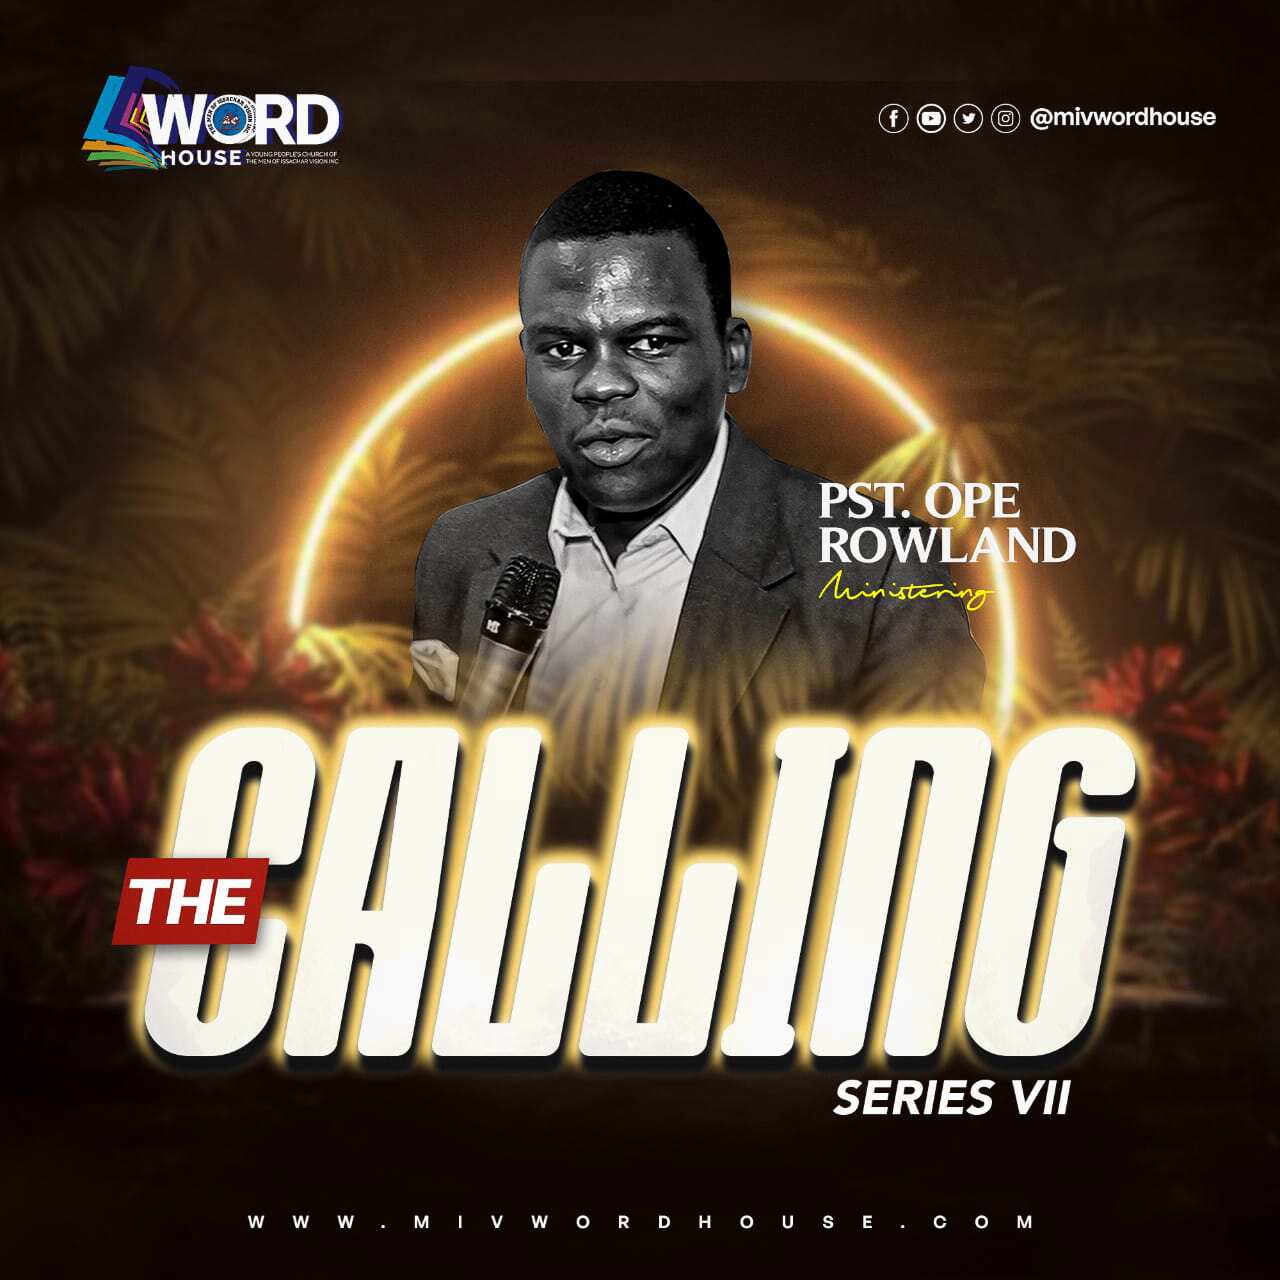 WORD
HOUSE
A YOUNG PEOPLE'S CHURCH OF
THE MEN OF ISSACHAR VISION INC
@mivwordhouse
PST. OPE
ROWLAND
Ministering
THE
CALLING
SERIES VII
WWW.MIVWORDHOUSE.COM